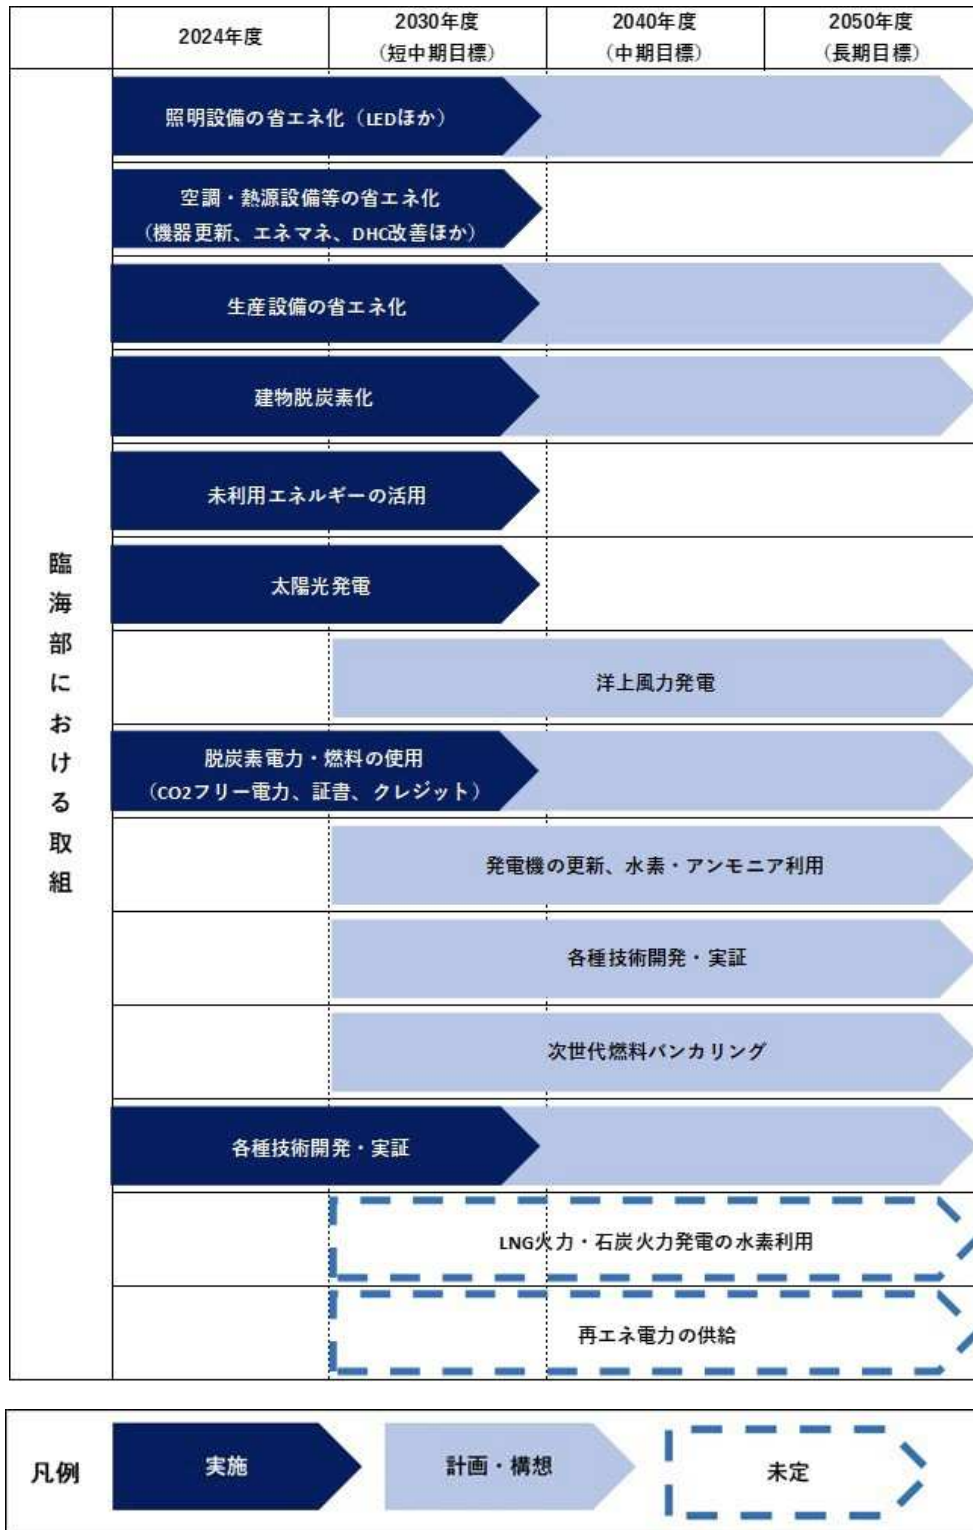 2024年度
2030年度
（短中期目標）
2040年度
（中期目標）
2050年度
（長期目標）
臨海部における取組
照明設備の省エネ化（LEDほか）
空調・熱源設備等の省エネ化
（機器更新、エネマネ、DHC改善ほか）
生産設備の省エネ化
建物脱炭素化
未利用エネルギーの活用
太陽光発電
洋上風力発電
脱炭素電力・燃料の使用
（CO2フリー電力、証書、クレジット）
発電機の更新、水素・アンモニア利用
各種技術開発・実証
次世代燃料バンカリング
各種技術開発・実証
LNG火力・石炭火力発電の水素利用
再エネ電力の供給
凡例
実施
計画・構想
未定